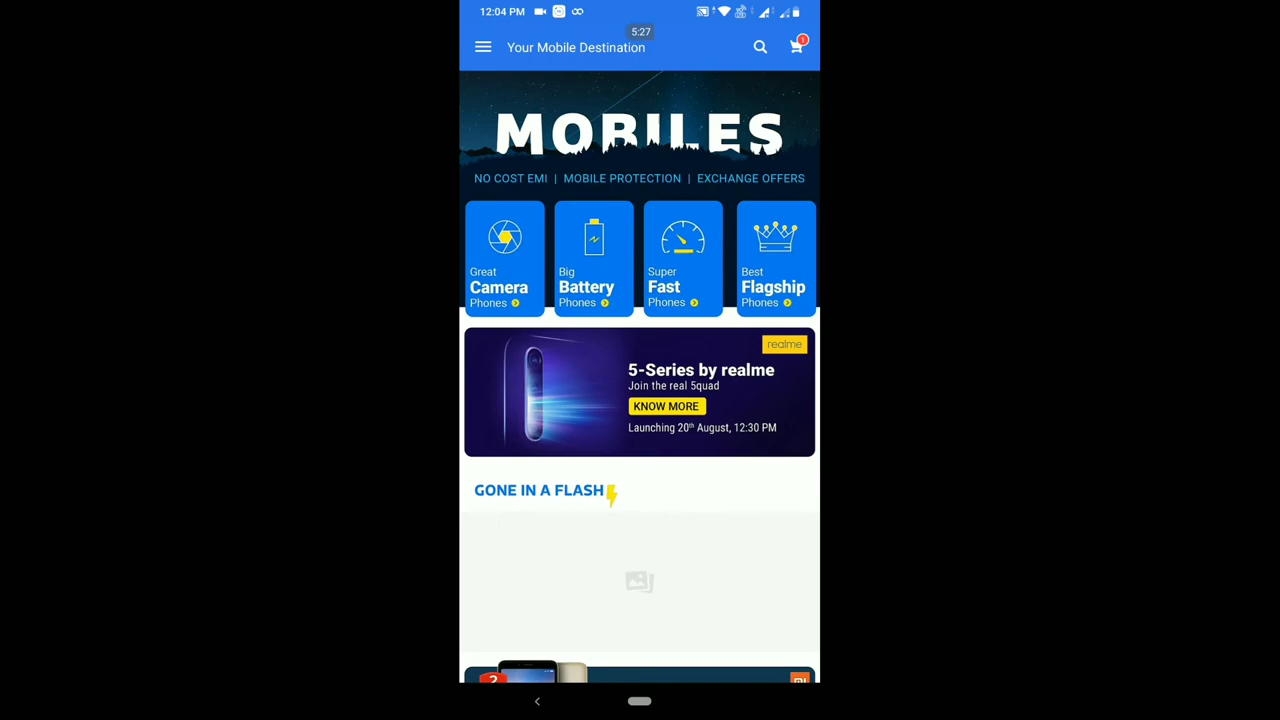 12:04 PM
5:27
Your Mobile Destination
1
MOBILES
NO COST EMI | MOBILE PROTECTION | EXCHANGE OFFERS
Great
Camera
Phones
Big
Battery
Phones
Super
Fast
Phones
Best
Flagship
Phones
realme
5-Series by realme
Join the real 5quad
KNOW MORE
Launching 20th August, 12:30 PM
GONE IN A FLASH
2